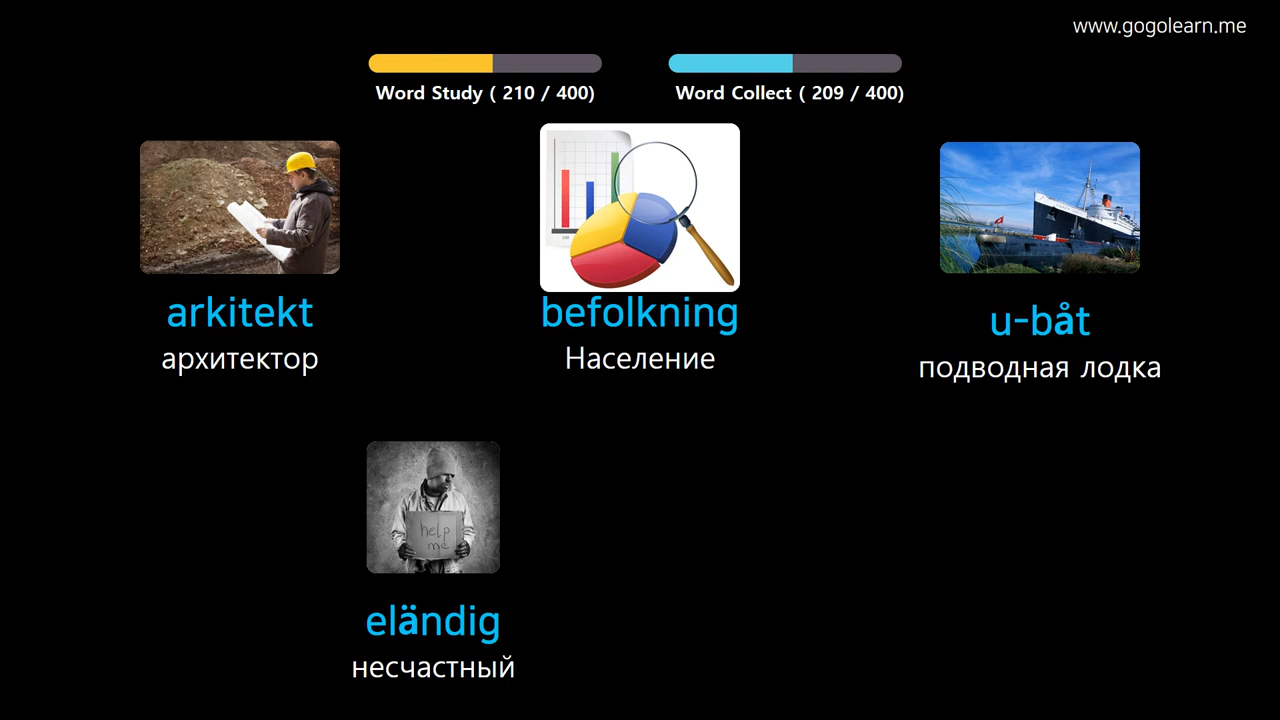 www.gogolearn.me
Word Study ( 210 / 400)
Word Collect ( 209 / 400)
arkitekt
архитектор
befolkning
Население
u-båt
подводная лодка
help
me
eländig
несчастный